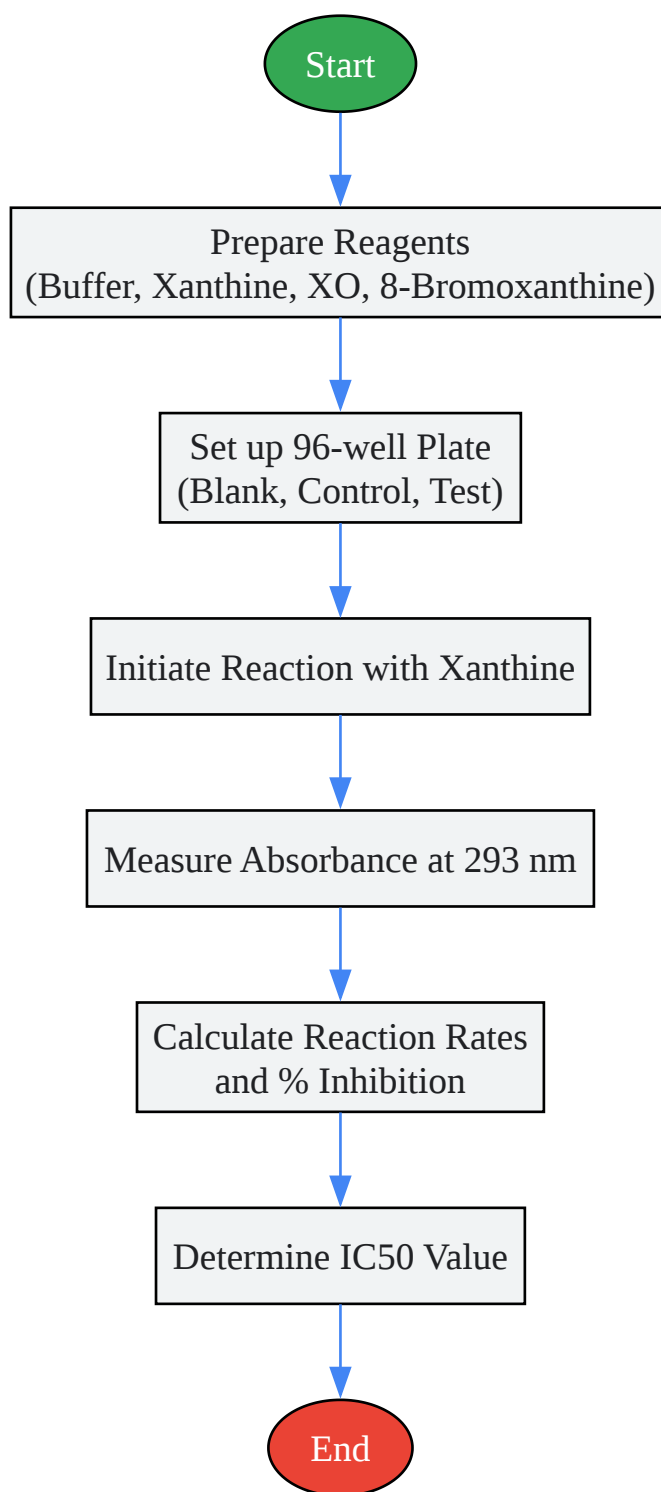 Start
Prepare Reagents
(Buffer, Xanthine, XO, 8-Bromoxanthine)
Set up 96-well Plate
(Blank, Control, Test)
Initiate Reaction with Xanthine
Measure Absorbance at 293 nm
Calculate Reaction Rates
and % Inhibition
Determine IC50 Value
End